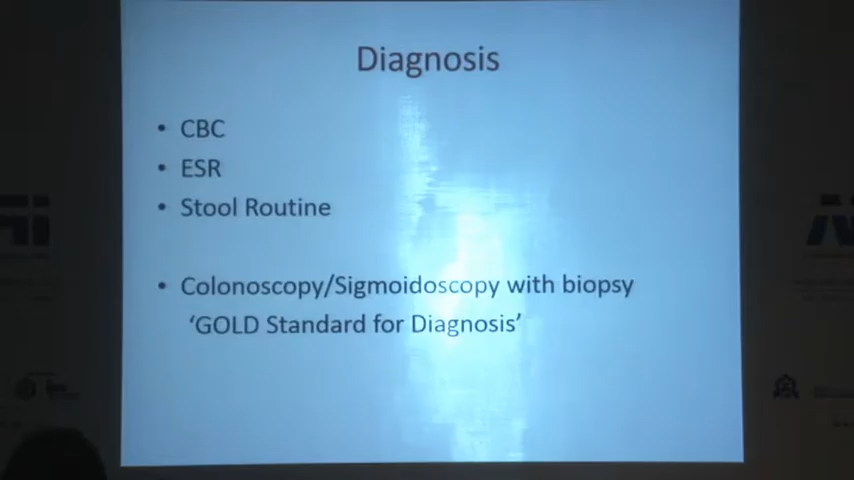 Diagnosis
• CBC
• ESR
• Stool Routine
• Colonoscopy/Sigmoidoscopy with biopsy
‘GOLD Standard for Diagnosis’